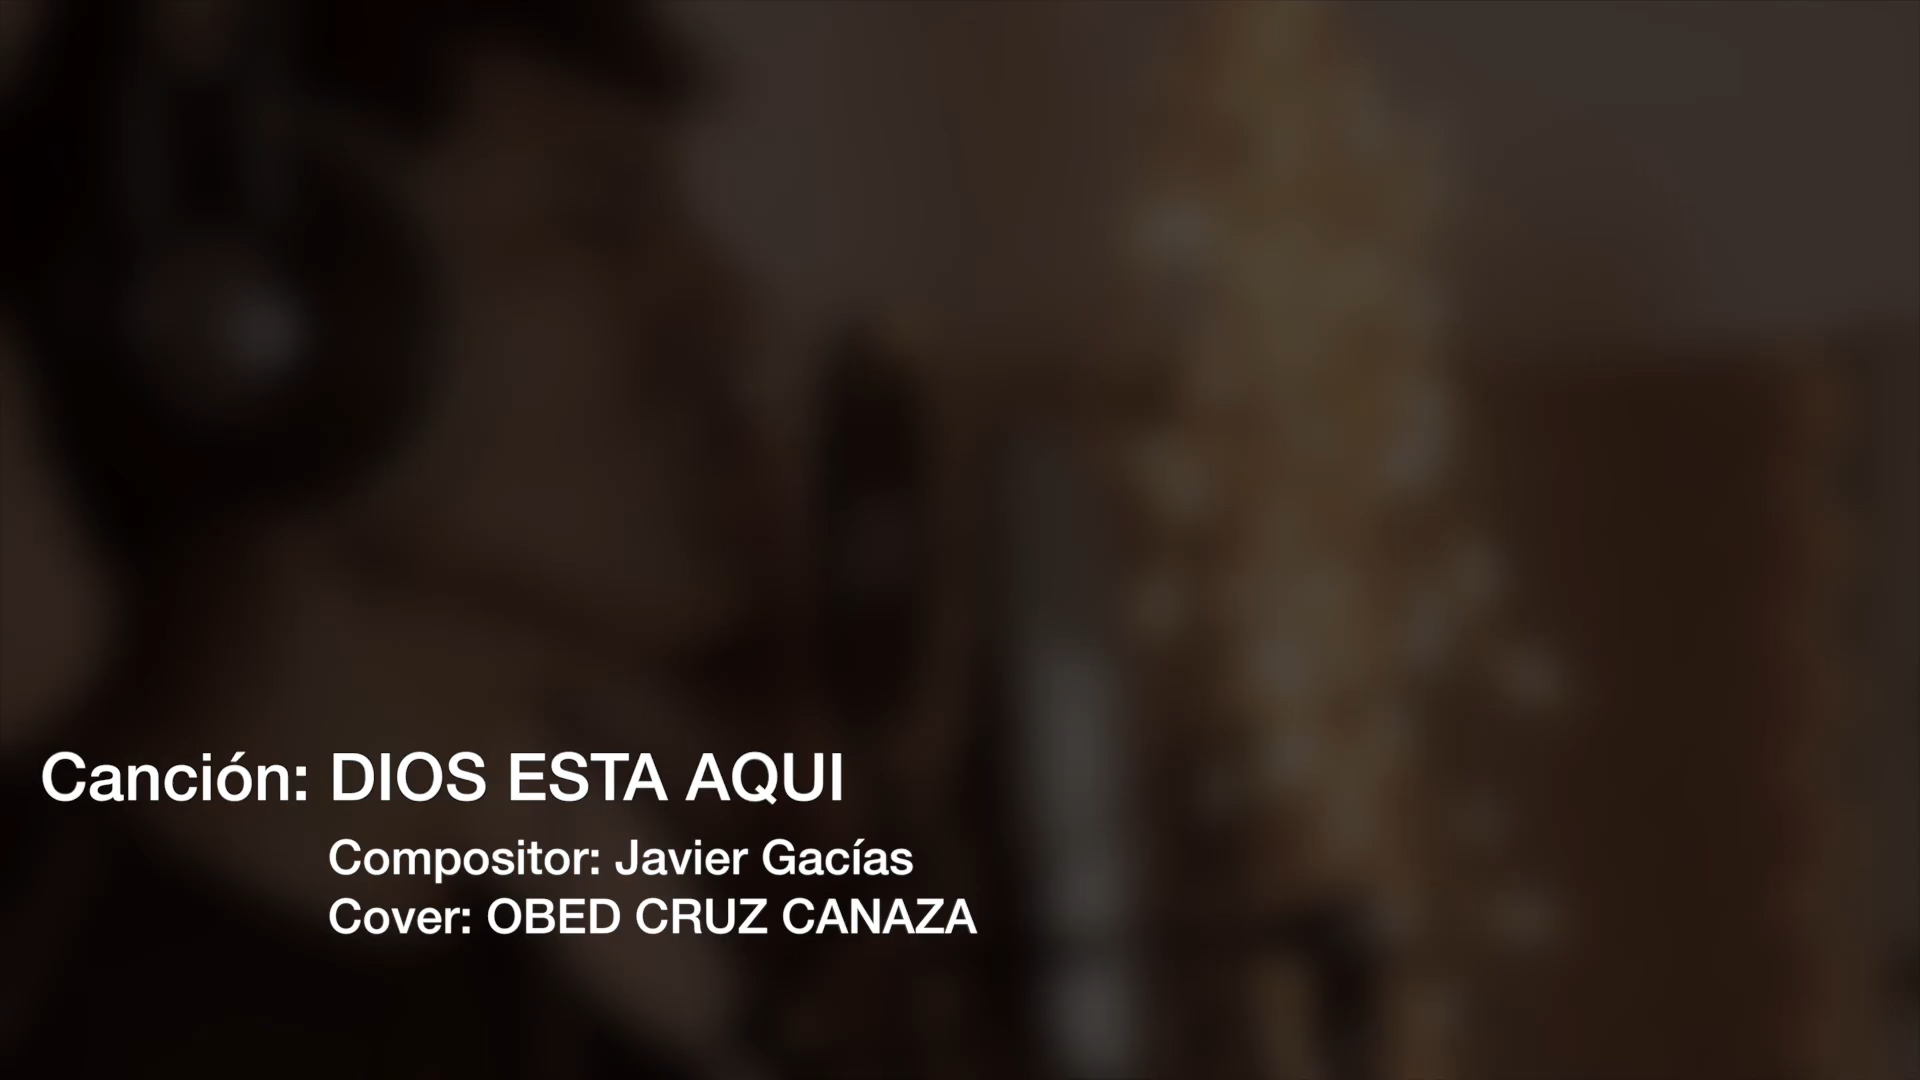 Canción: DIOS ESTA AQUI
Compositor: Javier Gacías
Cover: OBED CRUZ CANAZA